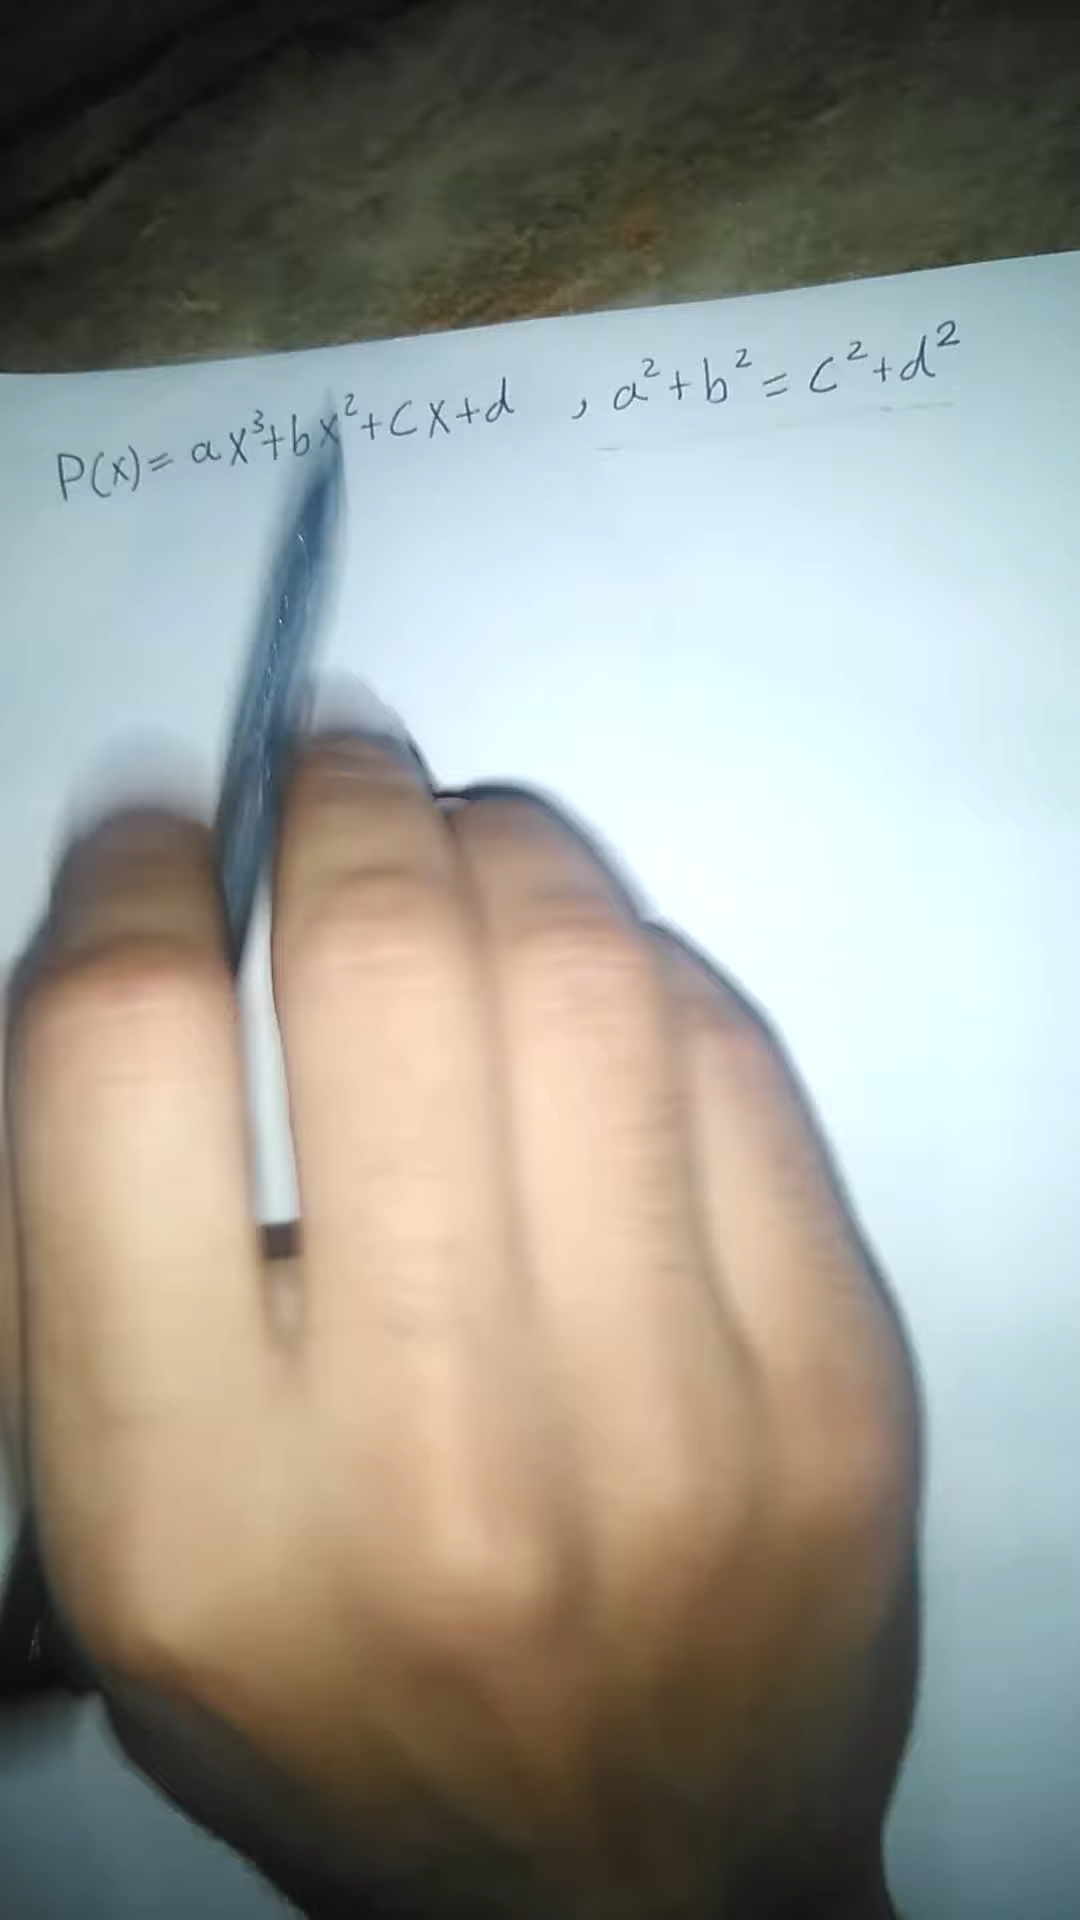 P(x)= ax³+bx²+cx+d , a²+b²=c²+d²